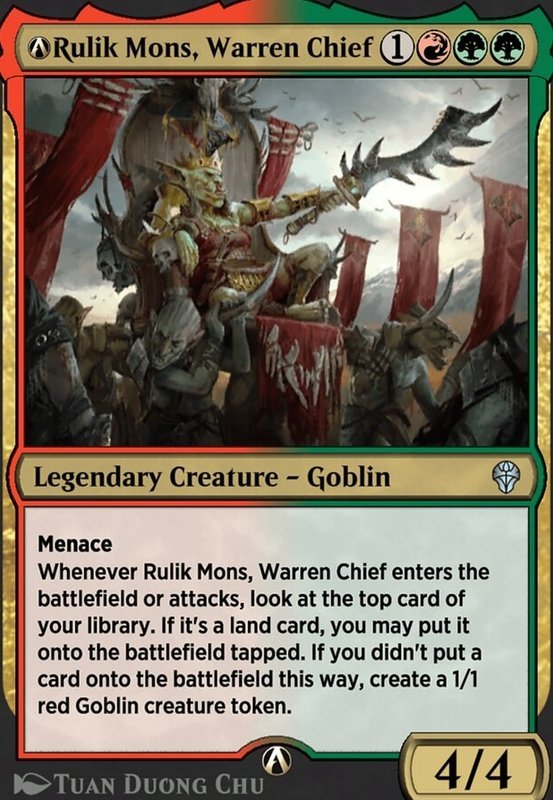 Rulik Mons, Warren Chief 1
Legendary Creature – Goblin
Menace
Whenever Rulik Mons, Warren Chief enters the
battlefield or attacks, look at the top card of
your library. If it's a land card, you may put it
onto the battlefield tapped. If you didn't put a
card onto the battlefield this way, create a 1/1
red Goblin creature token.
4/4
Tuan Duong Chu